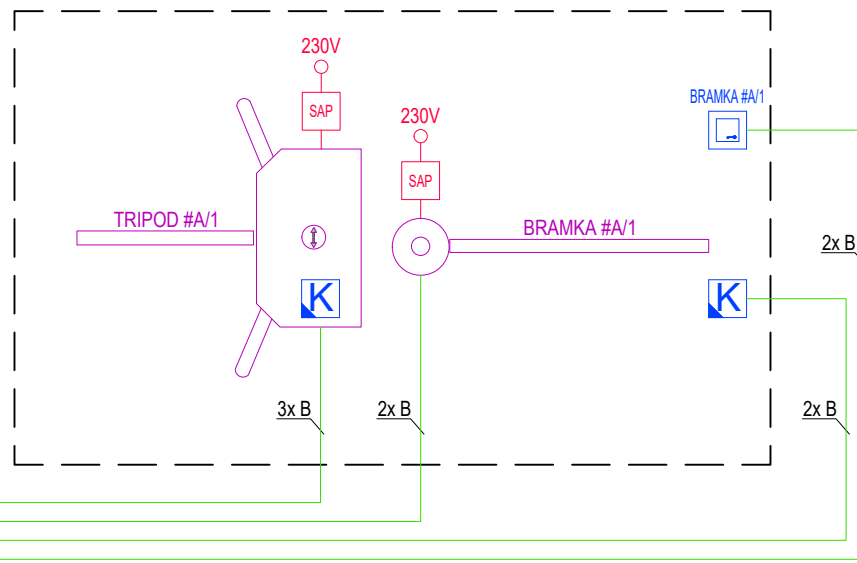 230V
SAP
230V
SAP
BRAMKA #A/1
TRIPOD #A/1
BRAMKA #A/1
2x B
K
K
3x B
2x B
2x B